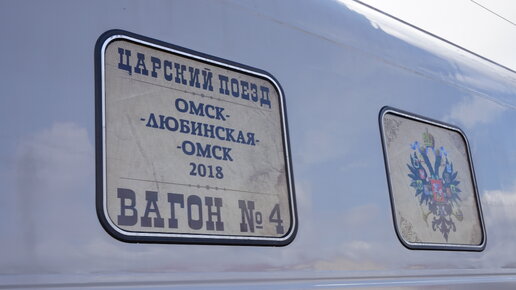 ЦАРСКИЙ ПОЕЗД
ОМСК-
-ЛЮБИНСКАЯ-
-ОМСК
2018
ВАГОН №4